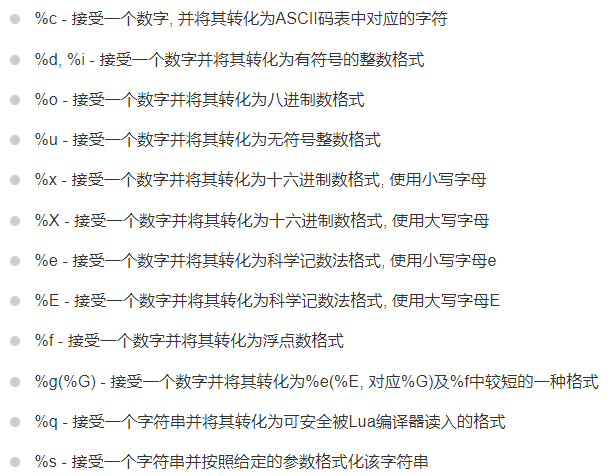 %c - 接受一个数字, 并将其转化为ASCII码表中对应的字符
%d, %i - 接受一个数字并将其转化为有符号的整数格式
%o - 接受一个数字并将其转化为八进制数格式
%u - 接受一个数字并将其转化为无符号整数格式
%x - 接受一个数字并将其转化为十六进制数格式, 使用小写字母
%X - 接受一个数字并将其转化为十六进制数格式, 使用大写字母
%e - 接受一个数字并将其转化为科学记数法格式, 使用小写字母e
%E - 接受一个数字并将其转化为科学记数法格式, 使用大写字母E
%f - 接受一个数字并将其转化为浮点数格式
%g(%G) - 接受一个数字并将其转化为%e(%E, 对应%G)及%f中较短的一种格式
%q - 接受一个字符串并将其转化为可安全被Lua编译器读入的格式
%s - 接受一个字符串并按照给定的参数格式化该字符串